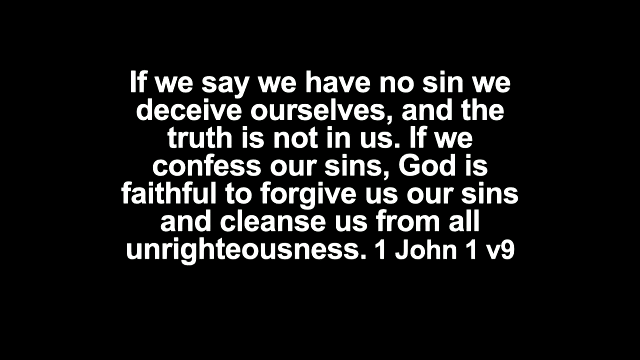 If we say we have no sin we
deceive ourselves, and the
truth is not in us. If we
confess our sins, God is
faithful to forgive us our sins
and cleanse us from all
unrighteousness. 1 John 1 v9